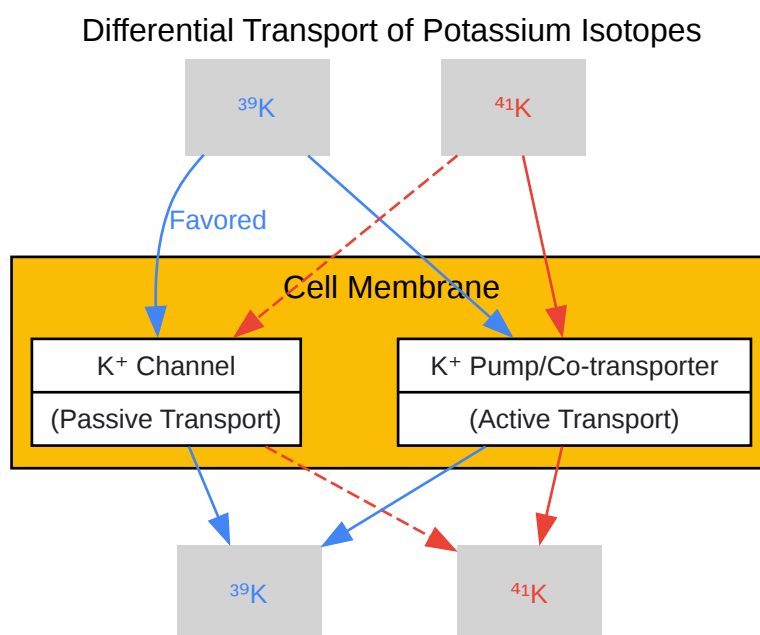 Differential Transport of Potassium Isotopes
³⁹K
⁴¹K
Favored
Cell Membrane
K⁺ Channel
K⁺ Pump/Co-transporter
(Passive Transport)
(Active Transport)
³⁹K
⁴¹K